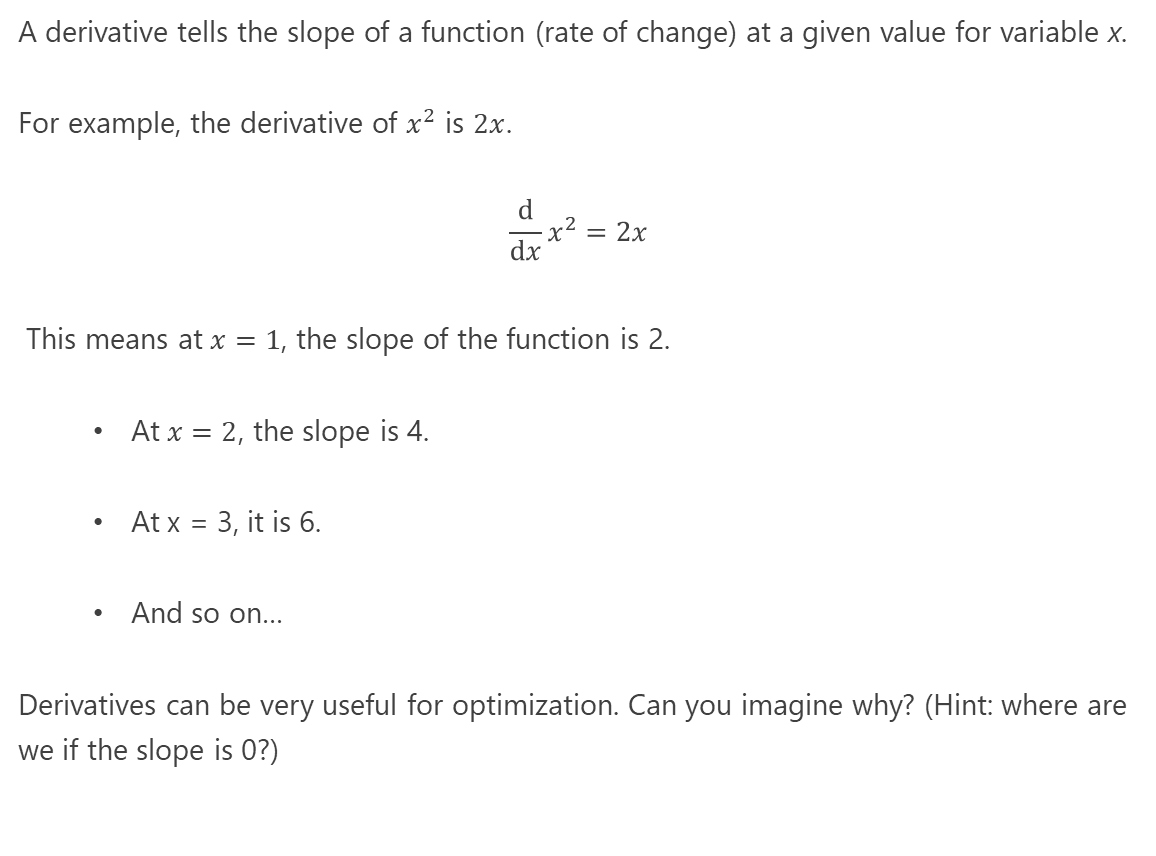 A derivative tells the slope of a function (rate of change) at a given value for variable x.
For example, the derivative of x² is 2x.
d/dx x² = 2x
This means at x = 1, the slope of the function is 2.
• At x = 2, the slope is 4.
• At x = 3, it is 6.
• And so on...
Derivatives can be very useful for optimization. Can you imagine why? (Hint: where are
we if the slope is 0?)